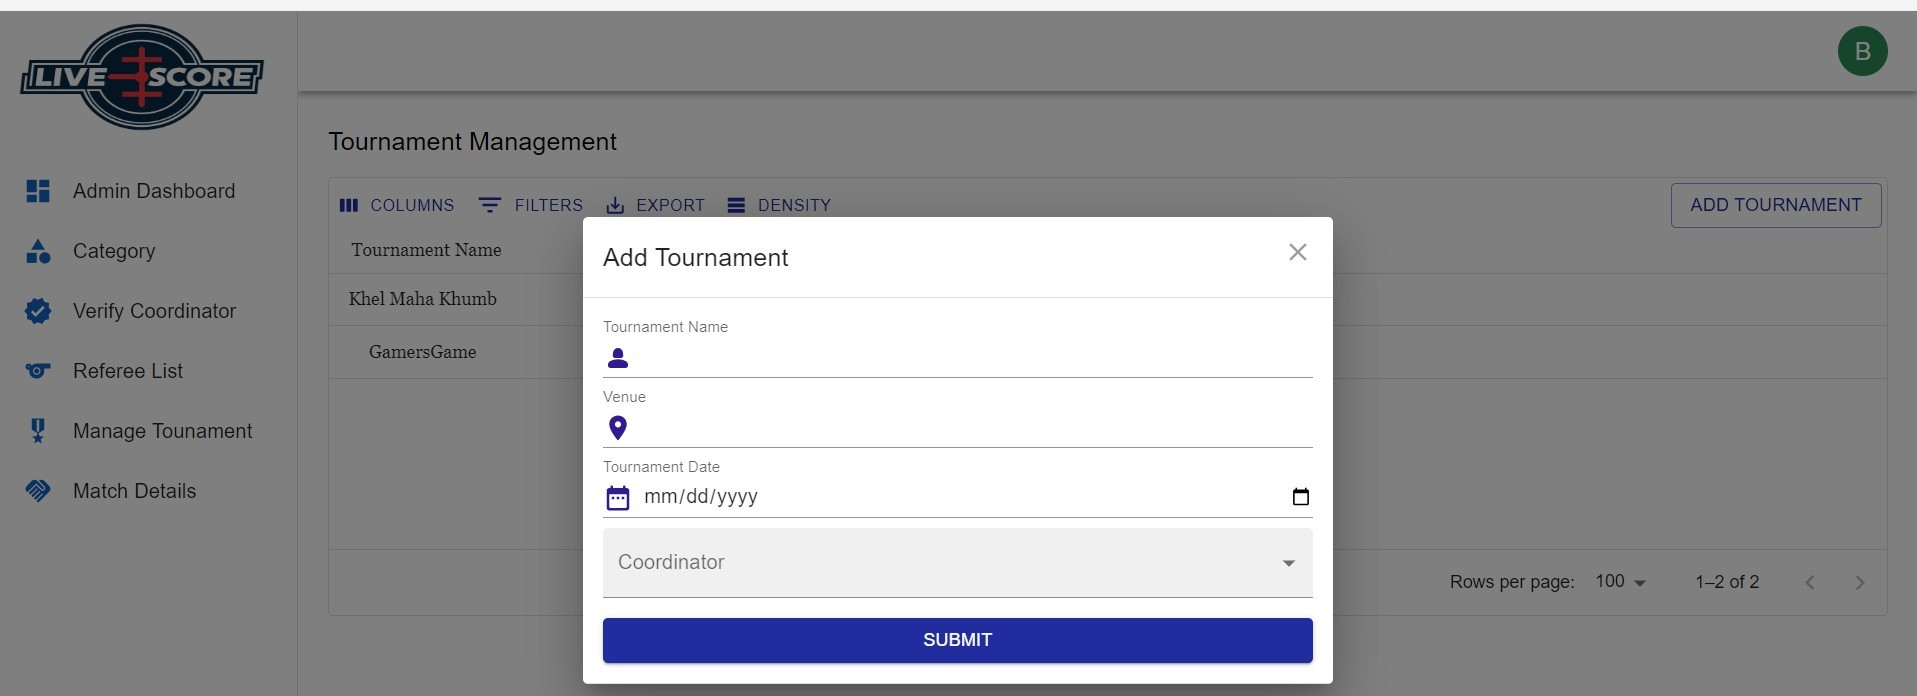 LIVE SCORE
B
Admin Dashboard
Category
Verify Coordinator
Referee List
Manage Tounament
Match Details
Tournament Management
COLUMNS FILTERS EXPORT DENSITY ADD TOURNAMENT
Tournament Name
Khel Maha Khumb
GamersGame
Rows per page: 100 1–2 of 2
Add Tournament
Tournament Name
Venue
Tournament Date
mm/dd/yyyy
Coordinator
SUBMIT